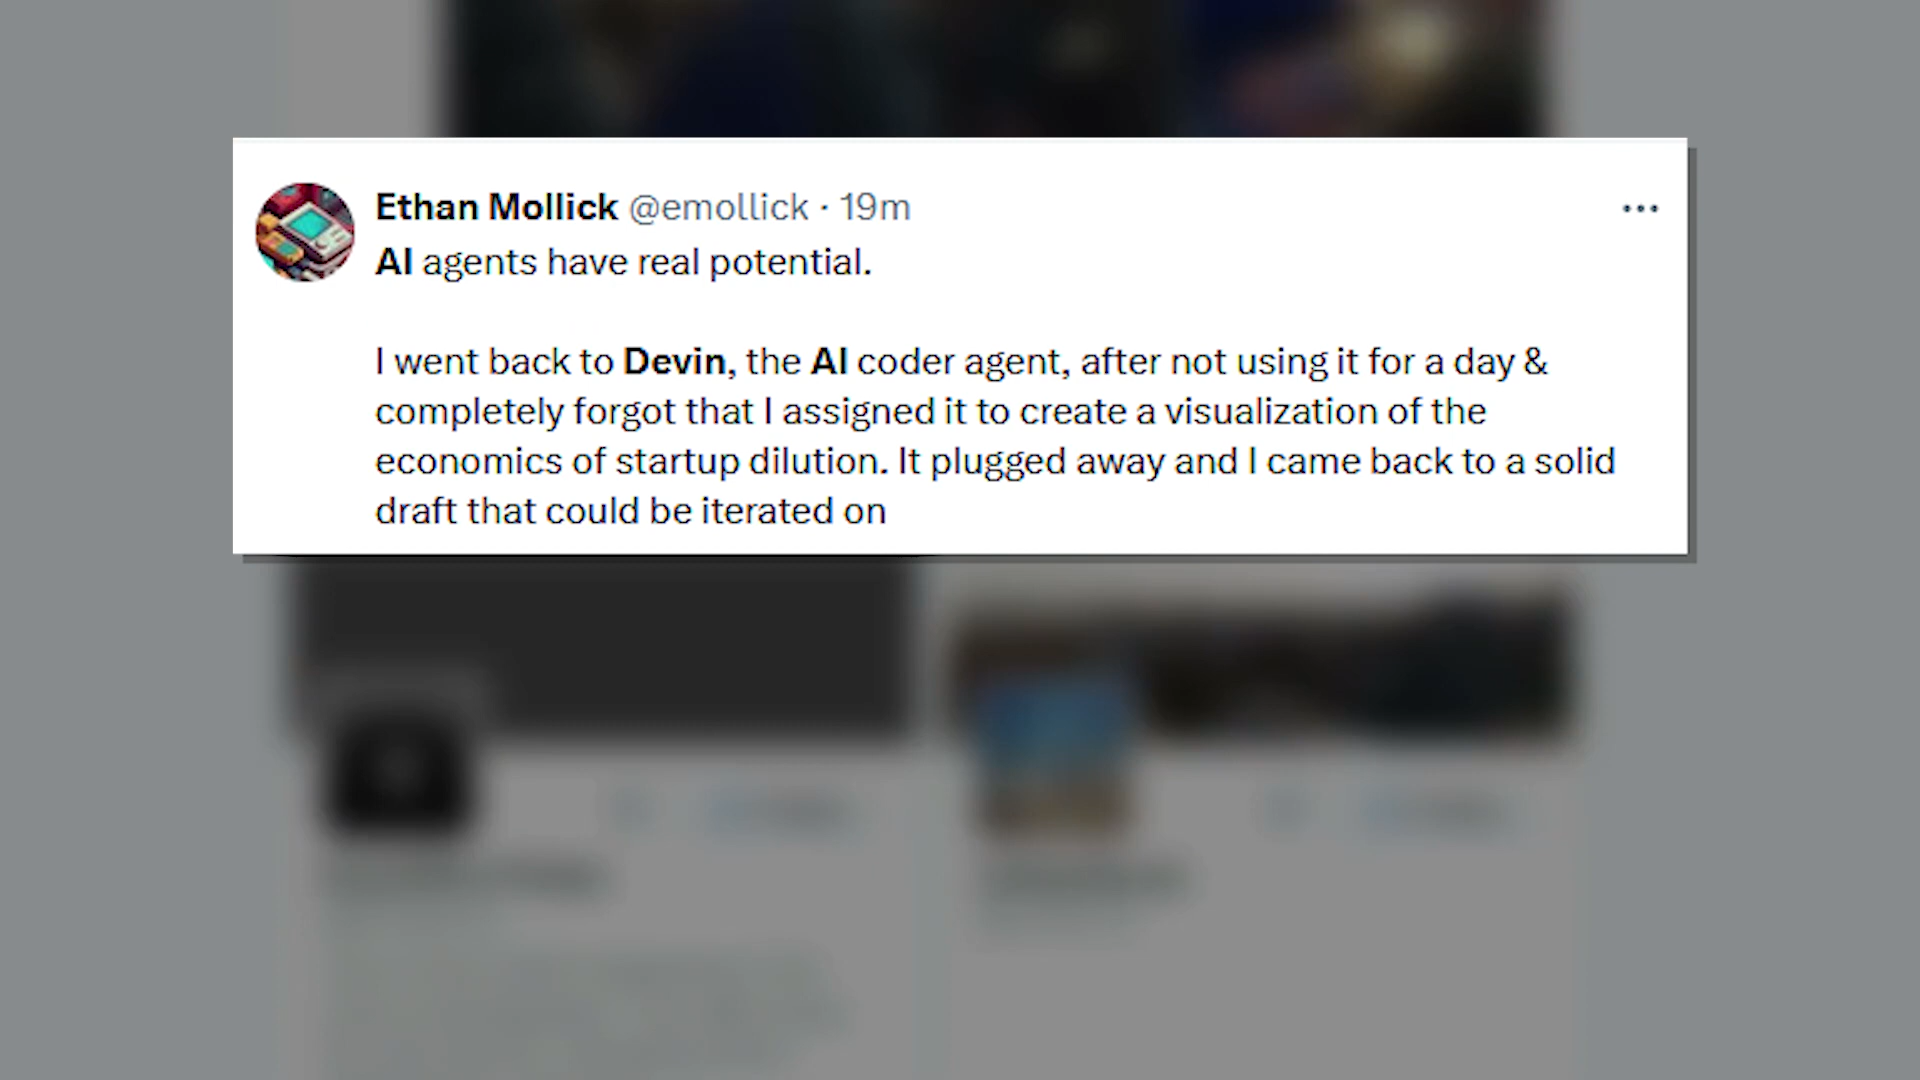 Ethan Mollick @emollick · 19m
AI agents have real potential.
I went back to Devin, the AI coder agent, after not using it for a day &
completely forgot that I assigned it to create a visualization of the
economics of startup dilution. It plugged away and I came back to a solid
draft that could be iterated on